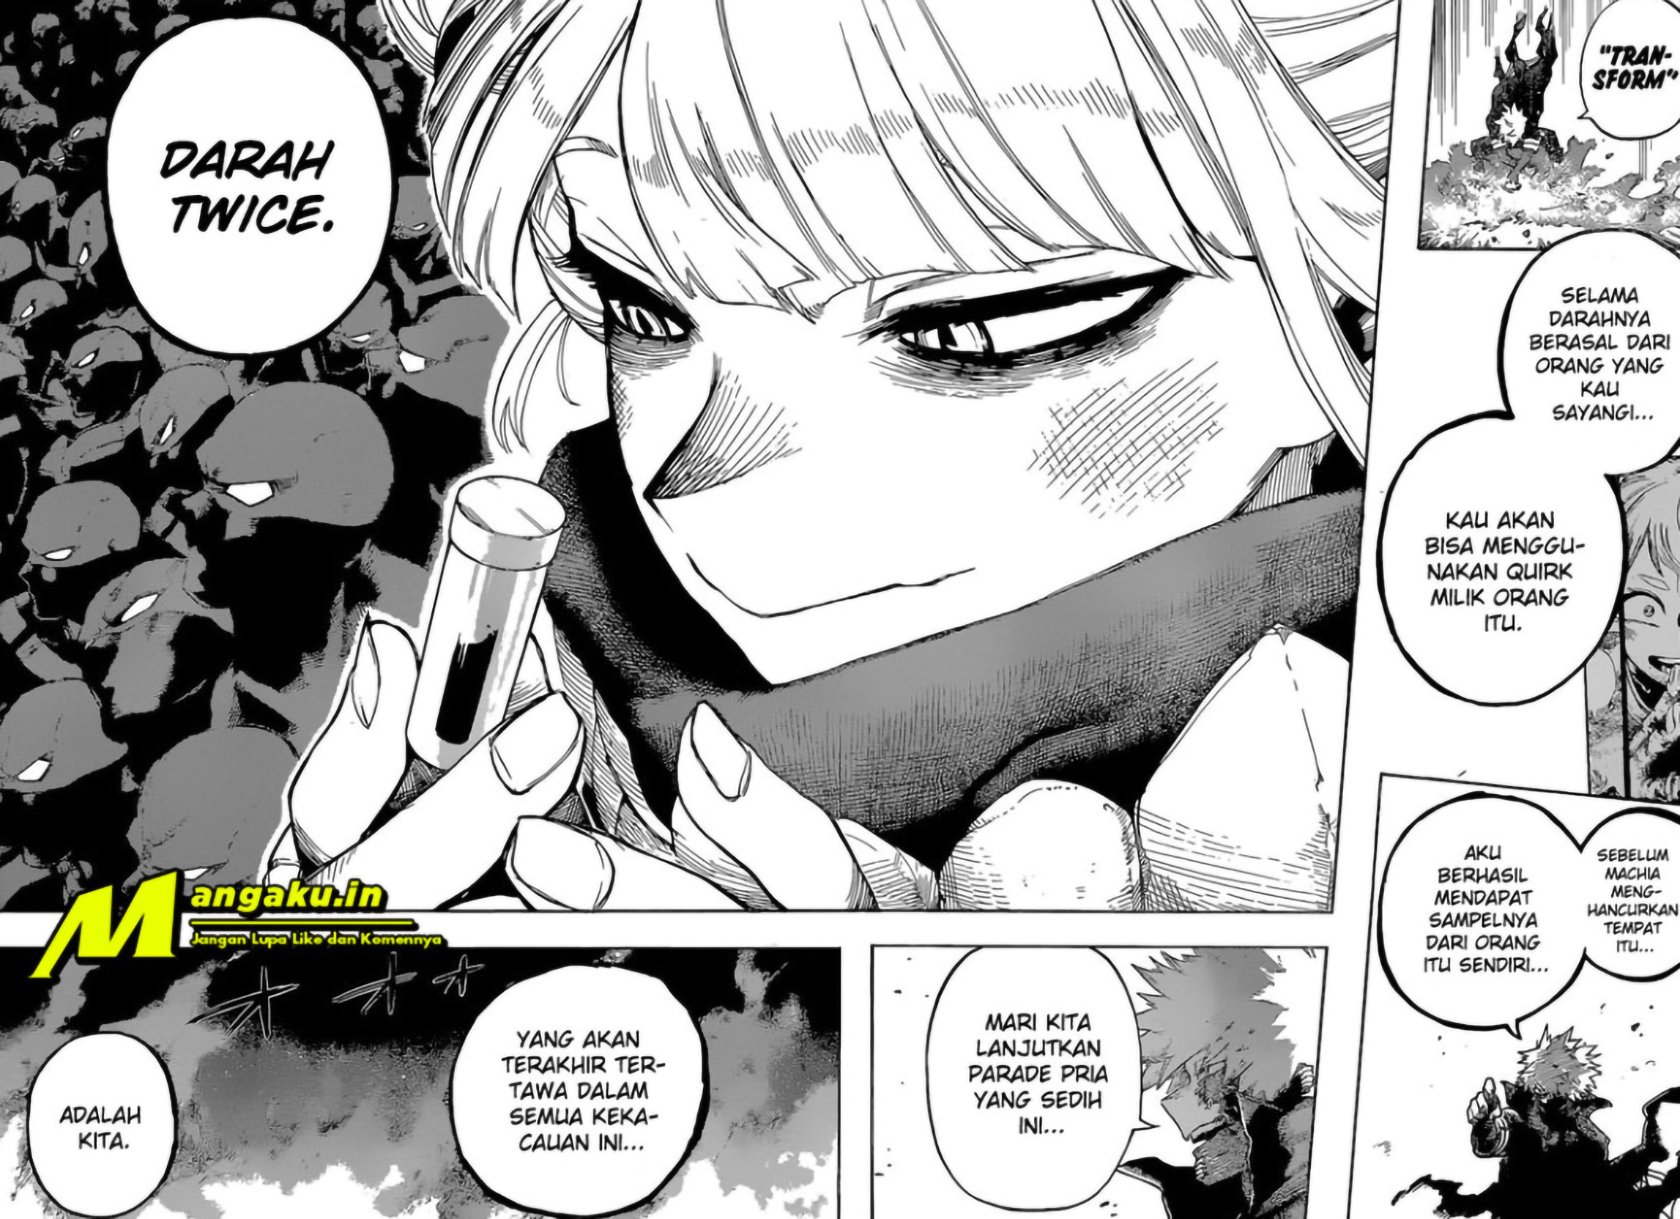 "TRAN-
SFORM"
SELAMA
DARAHNYA
BERASAL DARI
ORANG YANG
KAU
SAYANGI...
KAU AKAN
BISA MENGGU-
NAKAN QUIRK
MILIK ORANG
ITU.
SEBELUM
MACHIA
MENG-
HANCURKAN
TEMPAT
ITU...
AKU
BERHASIL
MENDAPAT
SAMPELNYA
DARI ORANG
ITU SENDIRI...
DARAH
TWICE.
MARI KITA
LANJUTKAN
PARADE PRIA
YANG SEDIH
INI...
YANG AKAN
TERAKHIR TER-
TAWA DALAM
SEMUA KEKA-
CAUAN INI...
ADALAH
KITA.
Mangaku.in
Jangan Lupa Like dan Komennya